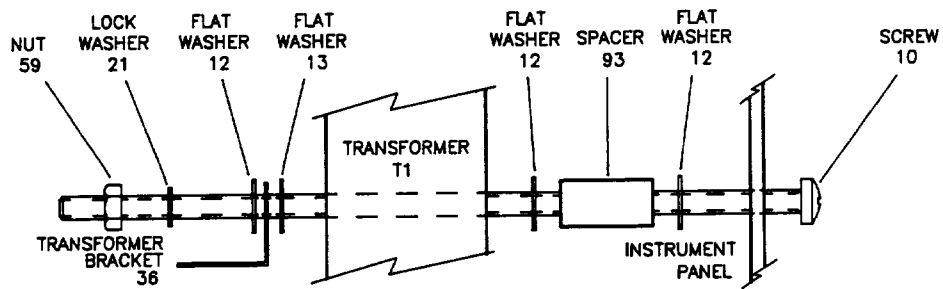 NUT
59
LOCK
WASHER
21
FLAT
WASHER
12
FLAT
WASHER
13
FLAT
WASHER
12
SPACER
93
FLAT
WASHER
12
SCREW
10
TRANSFORMER
T1
TRANSFORMER
BRACKET
36
INSTRUMENT
PANEL